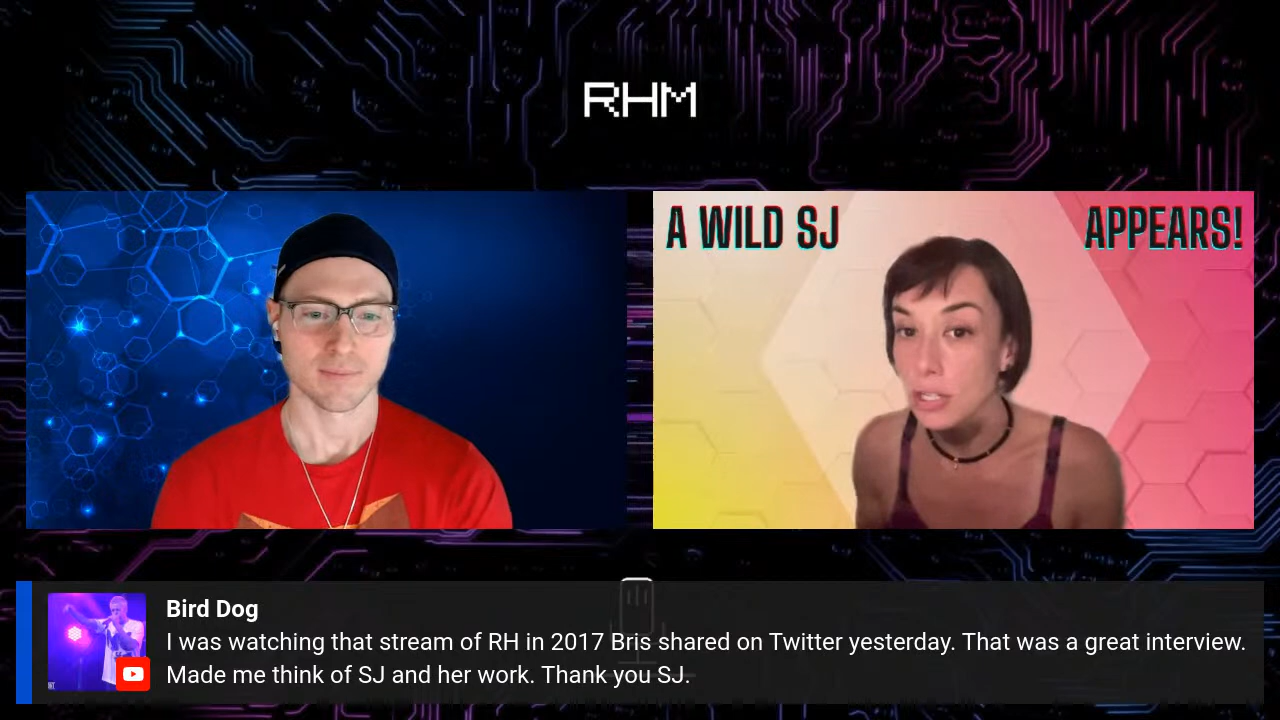 RHM
A WILD SJ APPEARS!
Bird Dog
I was watching that stream of RH in 2017 Bris shared on Twitter yesterday. That was a great interview.
Made me think of SJ and her work. Thank you SJ.